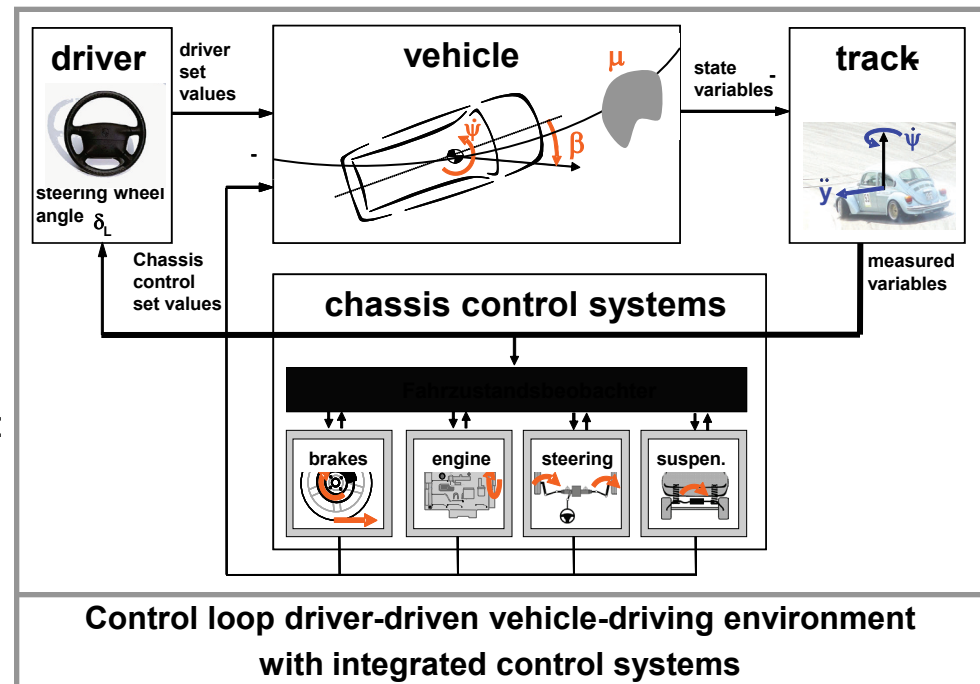 driver
steering wheel
angle δL
driver
set
values
vehicle
μ
ψ̇
β
-
state
variables
-
track
ψ̇
ÿ
measured
variables
Chassis
control
set values
chassis control systems
Fahrzustandsbeobachter
brakes
engine
steering
suspen.
Control loop driver-driven vehicle-driving environment
with integrated control systems